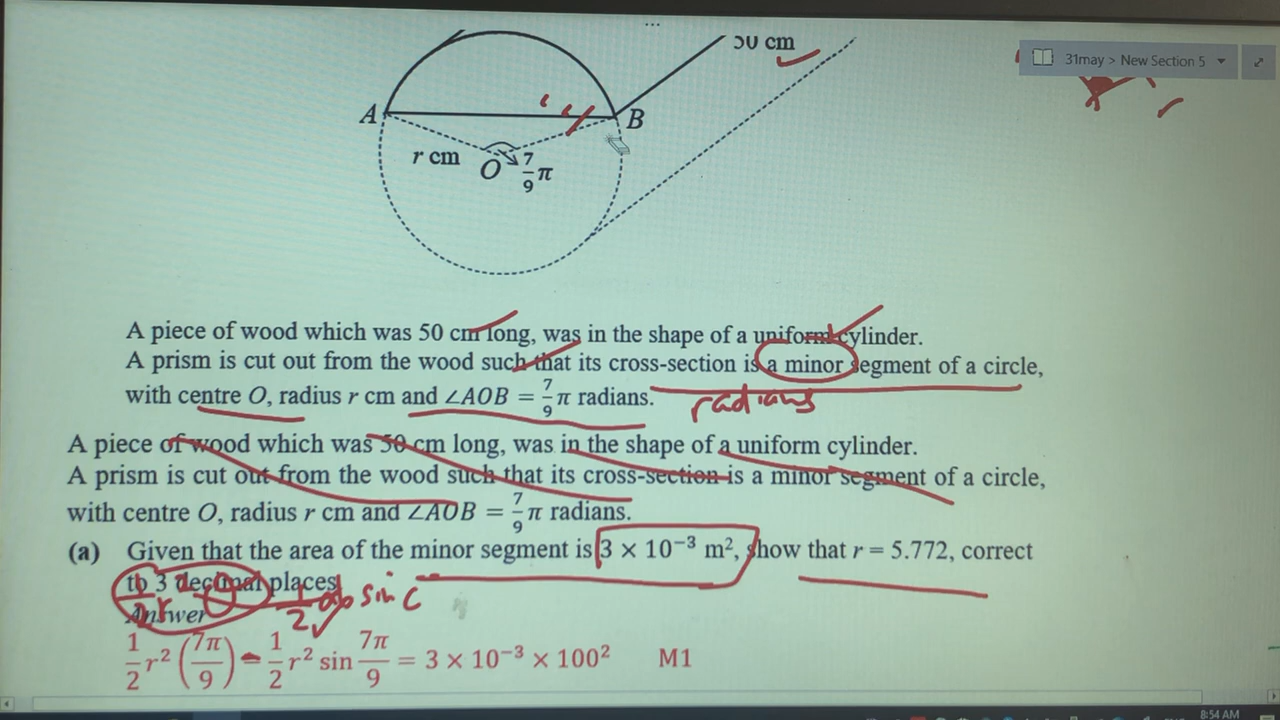 50 cm
31may > New Section 5
A
B
r cm
O
7/9 π
A piece of wood which was 50 cm long, was in the shape of a uniform cylinder.
A prism is cut out from the wood such that its cross-section is a minor segment of a circle,
with centre O, radius r cm and ∠AOB = 7/9 π radians.
radians
A piece of wood which was 50 cm long, was in the shape of a uniform cylinder.
A prism is cut out from the wood such that its cross-section is a minor segment of a circle,
with centre O, radius r cm and ∠AOB = 7/9 π radians.
(a) Given that the area of the minor segment is 3 × 10⁻³ m², show that r = 5.772, correct
to 3 decimal places.
1/2 ab sin C
Answer
1/2 r² (7π/9) - 1/2 r² sin 7π/9 = 3 × 10⁻³ × 100² M1
8:54 AM